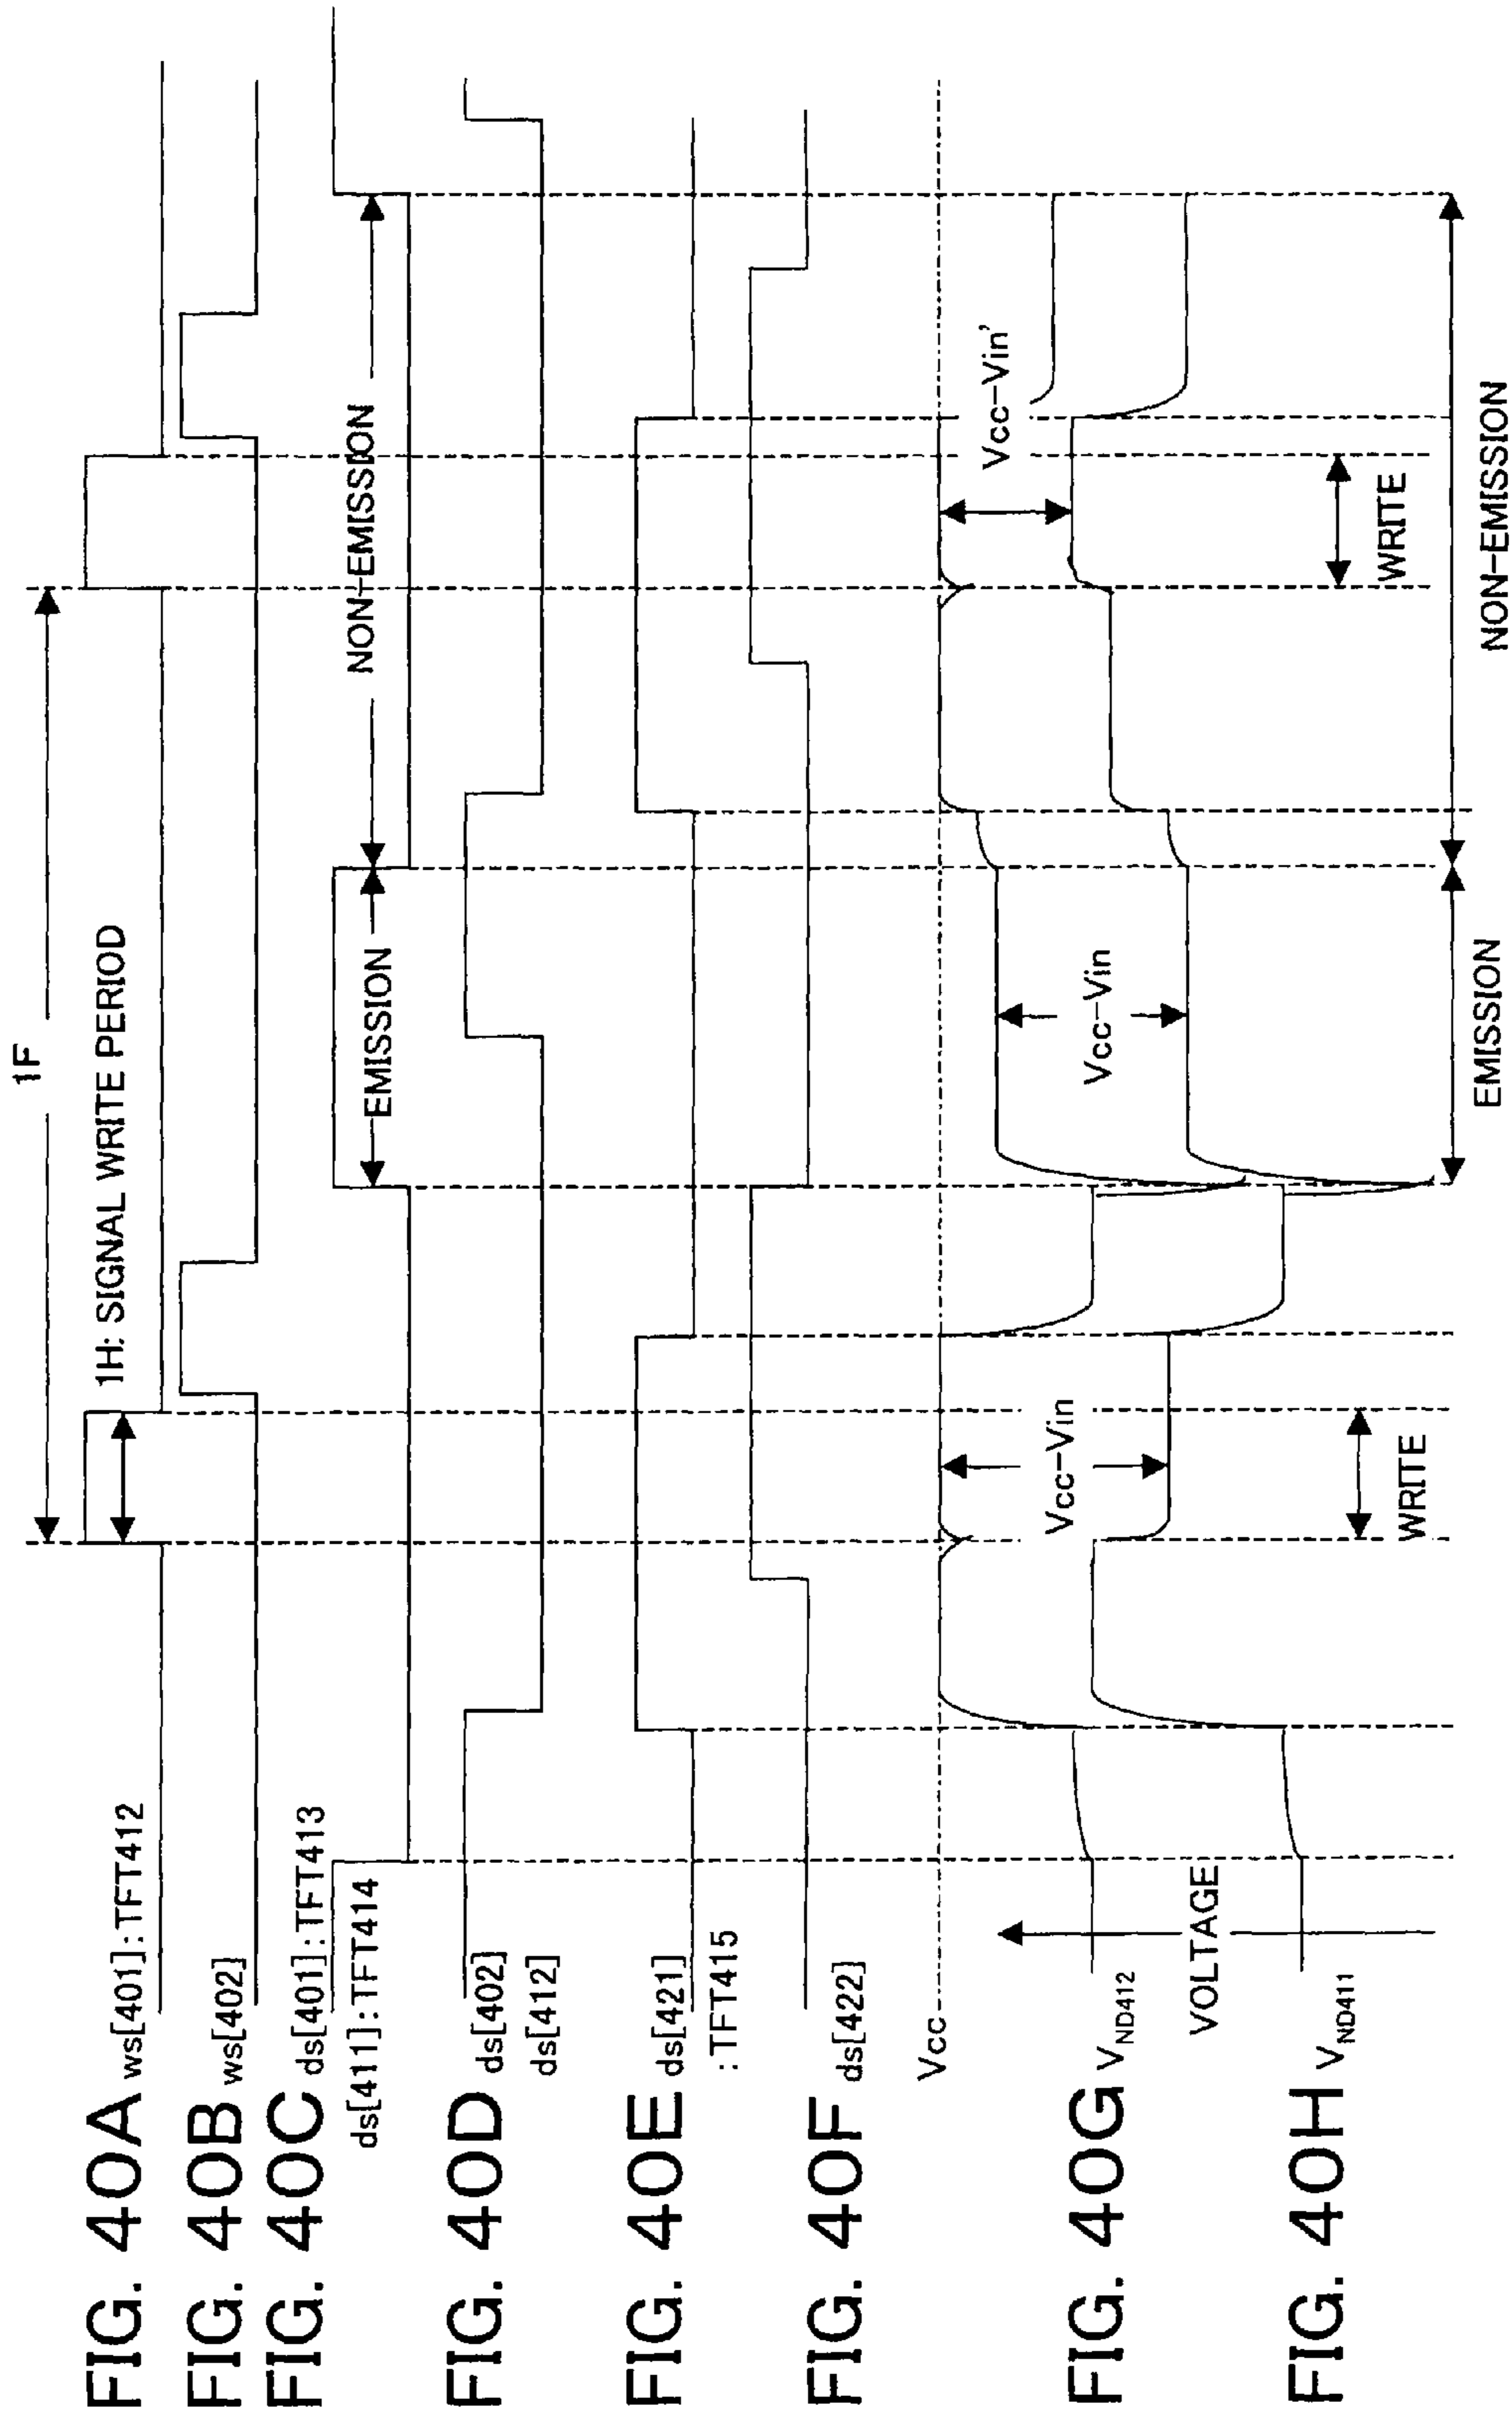 1F
FIG. 40A ws[401]:TFT412
1H: SIGNAL WRITE PERIOD
FIG. 40B ws[402]
FIG. 40C ds[401]:TFT413
ds[411]:TFT414
EMISSION
NON-EMISSION
FIG. 40D ds[402]
ds[412]
FIG. 40E ds[421]
:TFT415
FIG. 40F ds[422]
Vcc
Vcc-Vin
Vcc-Vin
Vcc-Vin'
FIG. 40G VND412
VOLTAGE
FIG. 40H VND411
WRITE
WRITE
EMISSION
NON-EMISSION